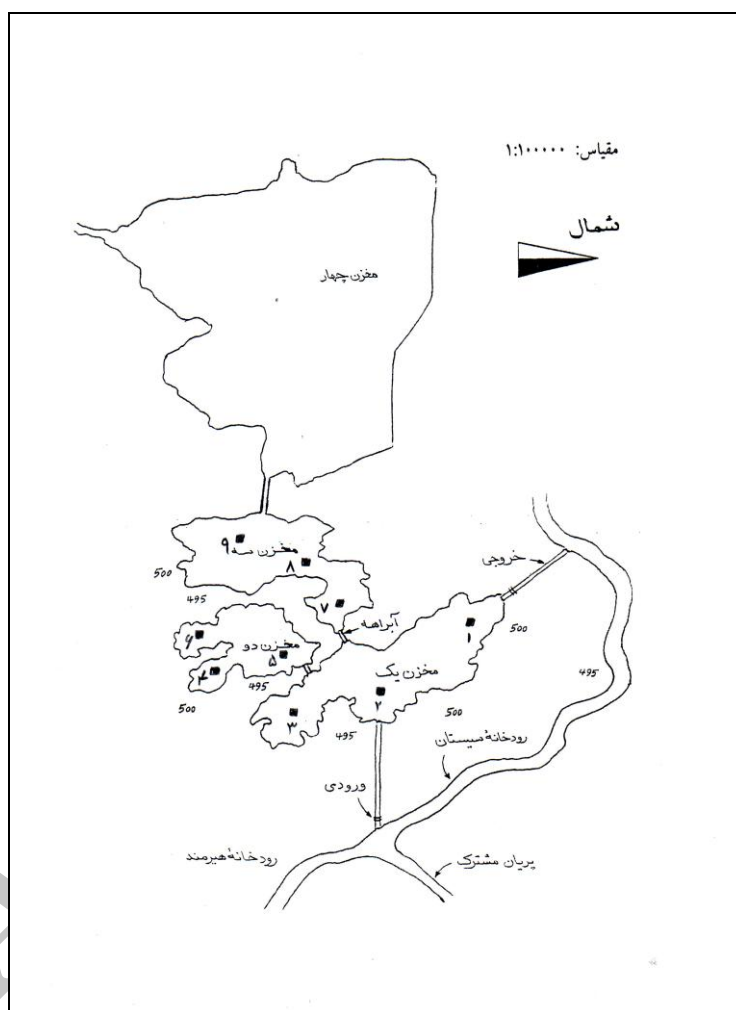 مقیاس: ۱:۱۰۰۰۰۰
شمال
مخزن چهار
۹
مخزن سه
۸
500
495
۷
خروجی
آبراهه
۱
500
۶
مخزن دو
۵
۴
495
500
مخزن یک
۲
۳
495
500
495
رودخانهٔ سیستان
ورودی
رودخانهٔ هیرمند
پریان مشترک